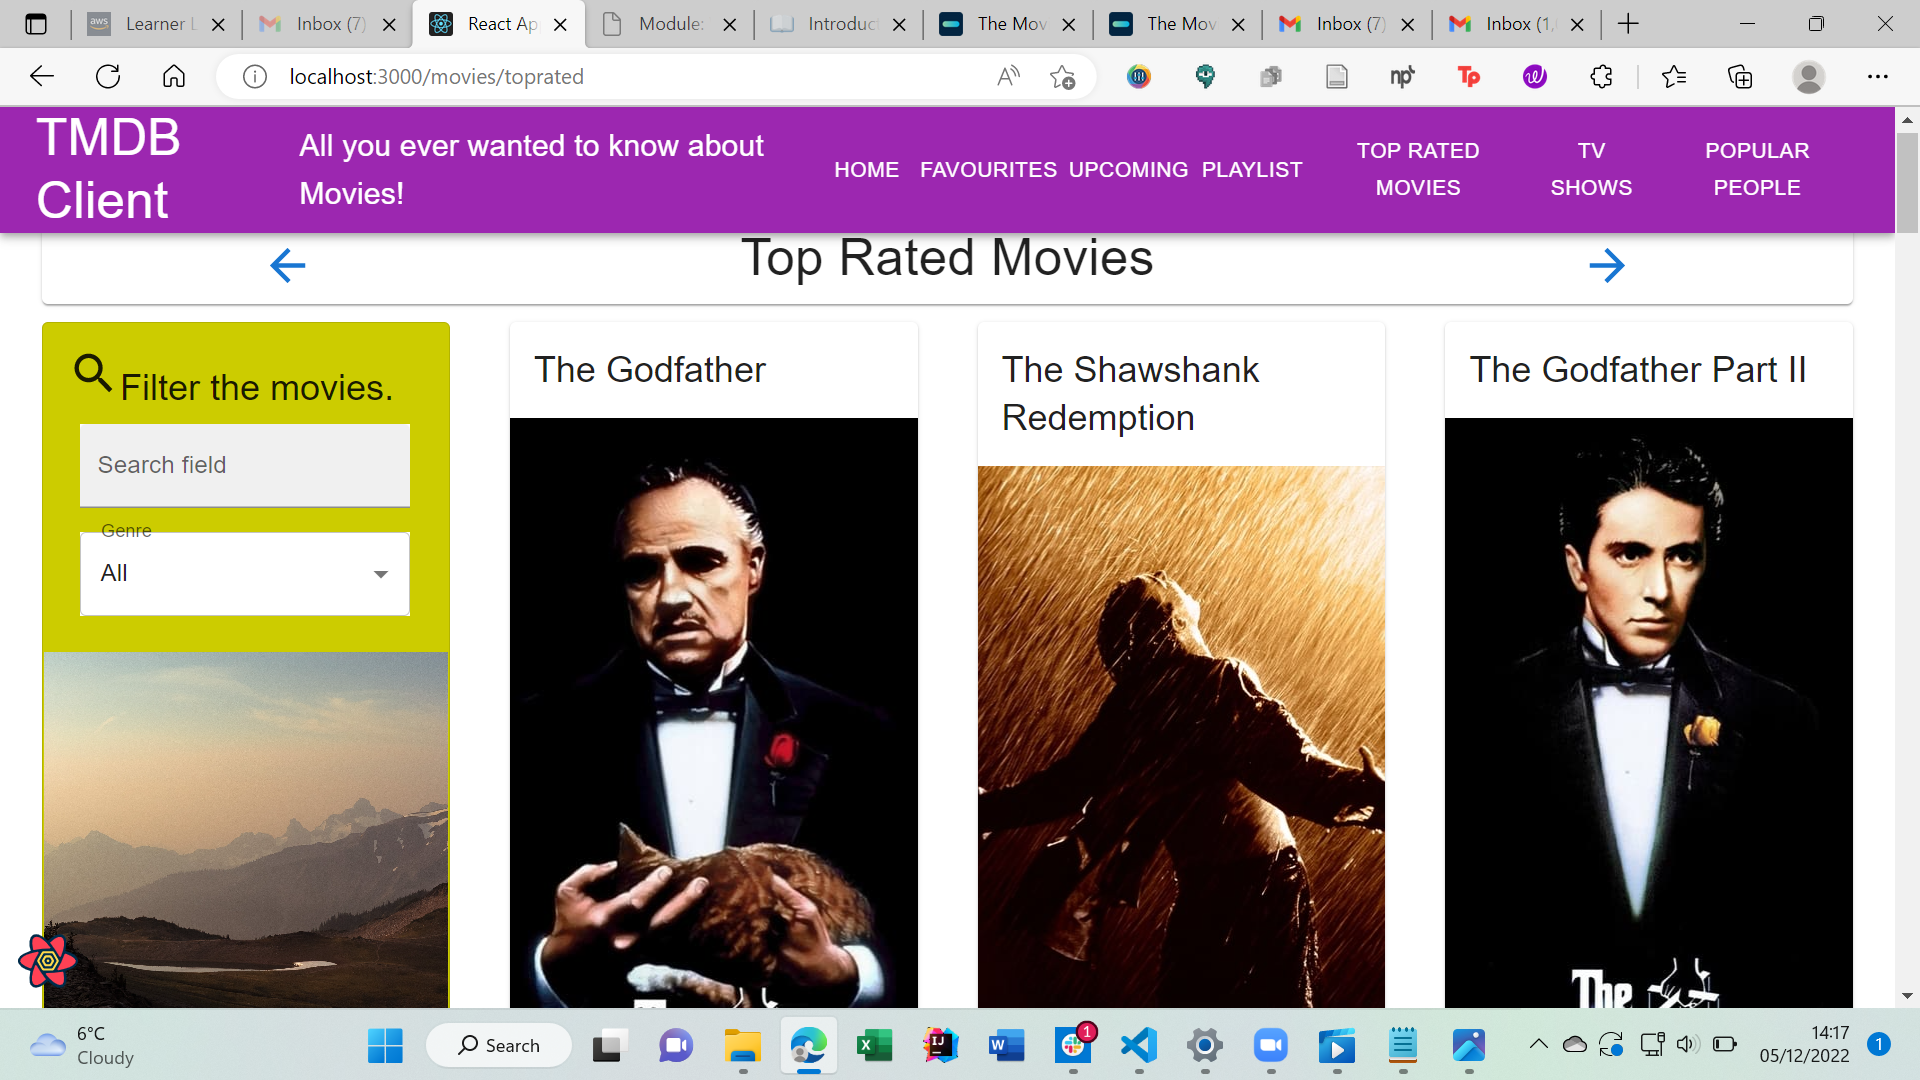 aws Learner L
Inbox (7)
React Ap
Module:
Introduc
The Mov
The Mov
Inbox (7)
Inbox (1,
localhost:3000/movies/toprated
TMDB
Client
All you ever wanted to know about
Movies!
HOME
FAVOURITES
UPCOMING
PLAYLIST
TOP RATED
MOVIES
TV
SHOWS
POPULAR
PEOPLE
Top Rated Movies
Filter the movies.
Search field
Genre
All
The Godfather
The Shawshank
Redemption
The Godfather Part II
The
6°C
Cloudy
Search
1
14:17
05/12/2022
1